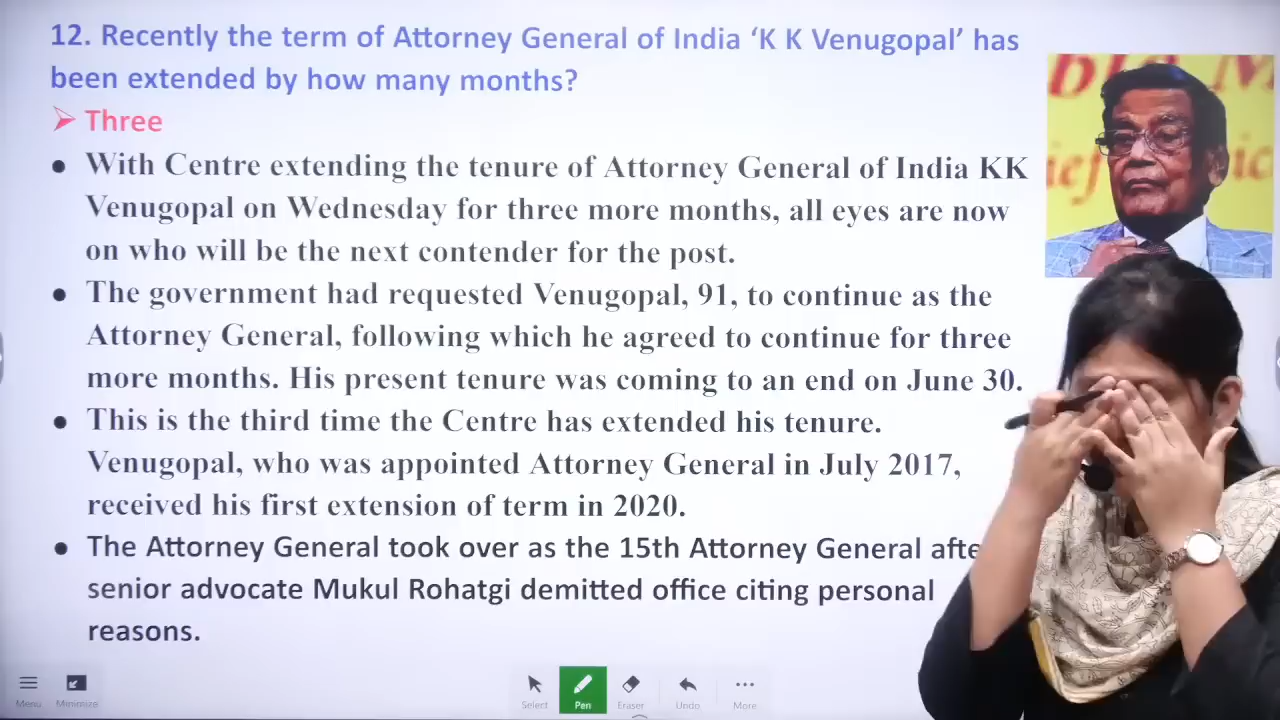 12. Recently the term of Attorney General of India ‘K K Venugopal’ has
been extended by how many months?
➢ Three
• With Centre extending the tenure of Attorney General of India KK
Venugopal on Wednesday for three more months, all eyes are now
on who will be the next contender for the post.
• The government had requested Venugopal, 91, to continue as the
Attorney General, following which he agreed to continue for three
more months. His present tenure was coming to an end on June 30.
• This is the third time the Centre has extended his tenure.
Venugopal, who was appointed Attorney General in July 2017,
received his first extension of term in 2020.
• The Attorney General took over as the 15th Attorney General afte
senior advocate Mukul Rohatgi demitted office citing personal
reasons.
Menu Minimize Select Pen Eraser Undo More